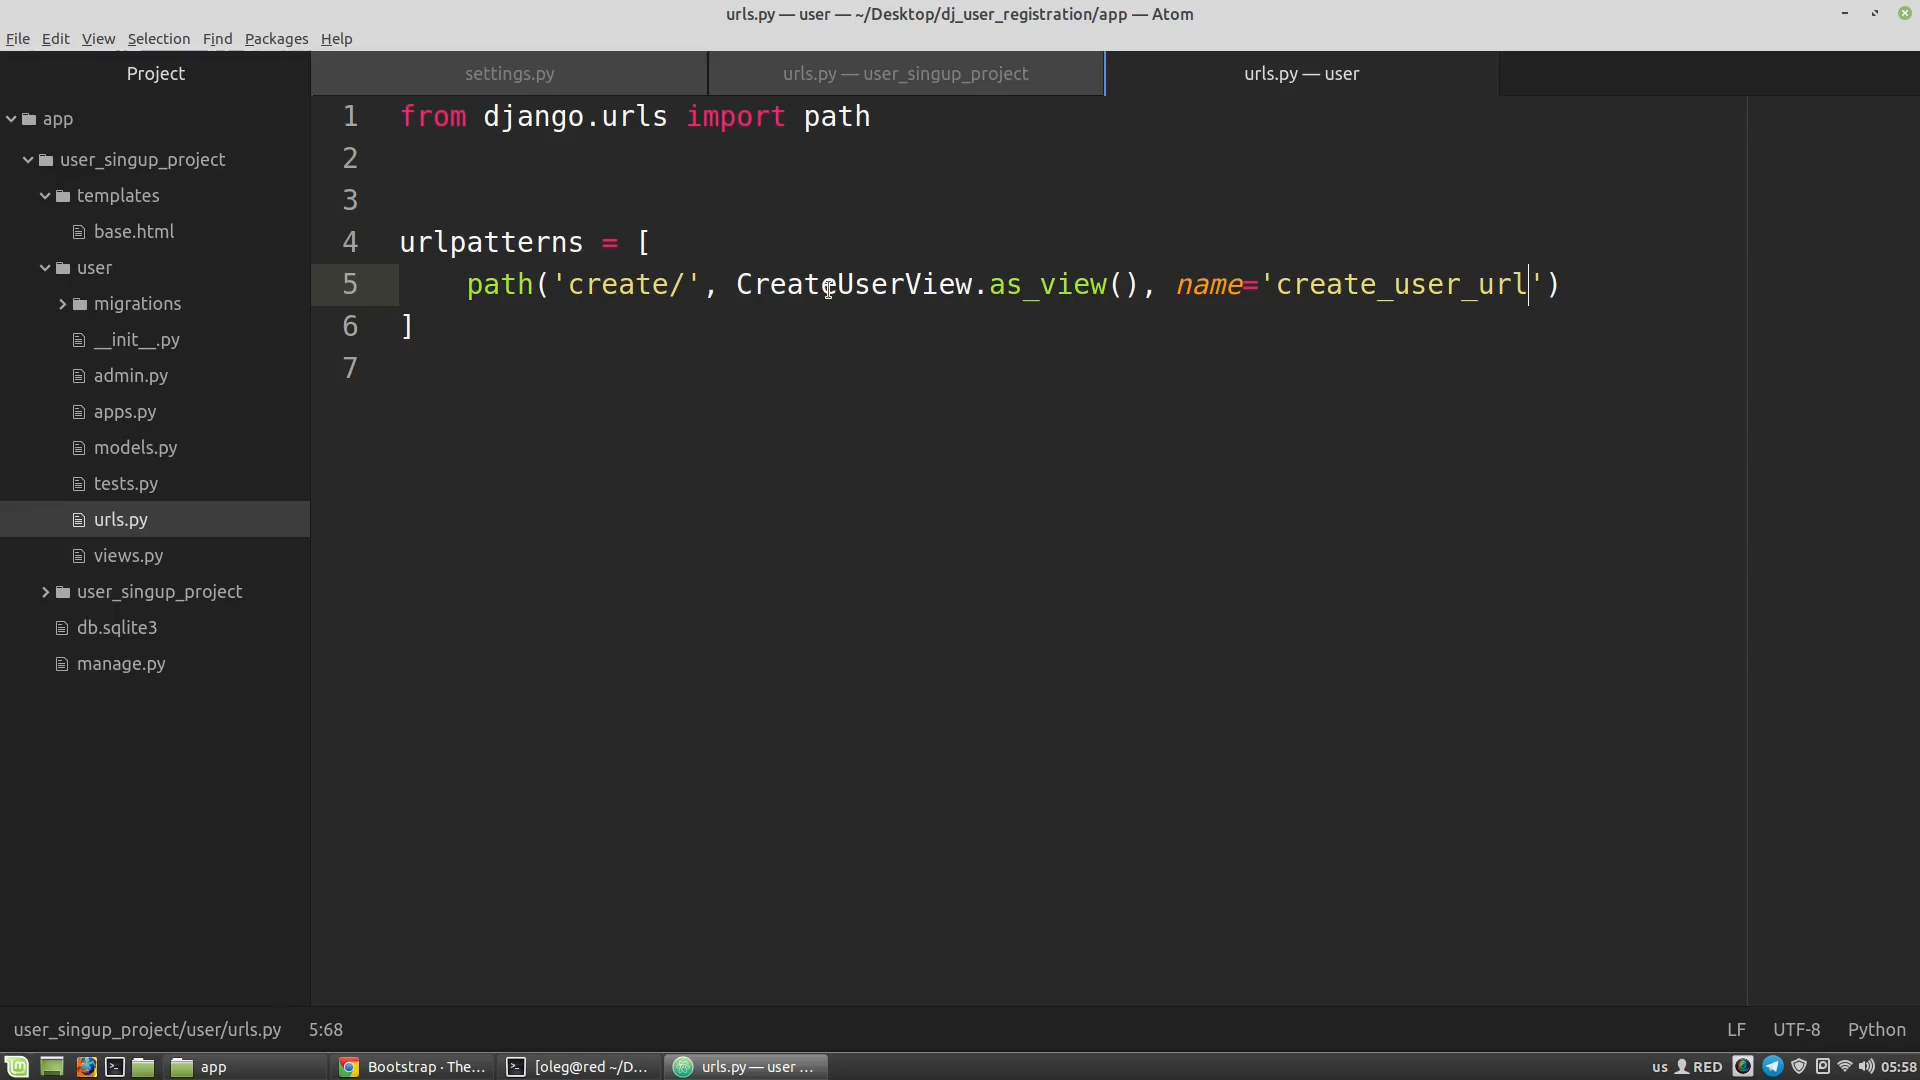 urls.py — user — ~/Desktop/dj_user_registration/app — Atom
File Edit View Selection Find Packages Help
Project
settings.py
urls.py — user_singup_project
urls.py — user
app
user_singup_project
templates
base.html
user
migrations
__init__.py
admin.py
apps.py
models.py
tests.py
urls.py
views.py
user_singup_project
db.sqlite3
manage.py
1 from django.urls import path
2
3
4 urlpatterns = [
5 path('create/', CreateUserView.as_view(), name='create_user_url')
6 ]
7
user_singup_project/user/urls.py 5:68 LF UTF-8 Python
app Bootstrap · The... [oleg@red ~/D... urls.py — user ... us RED 05:58